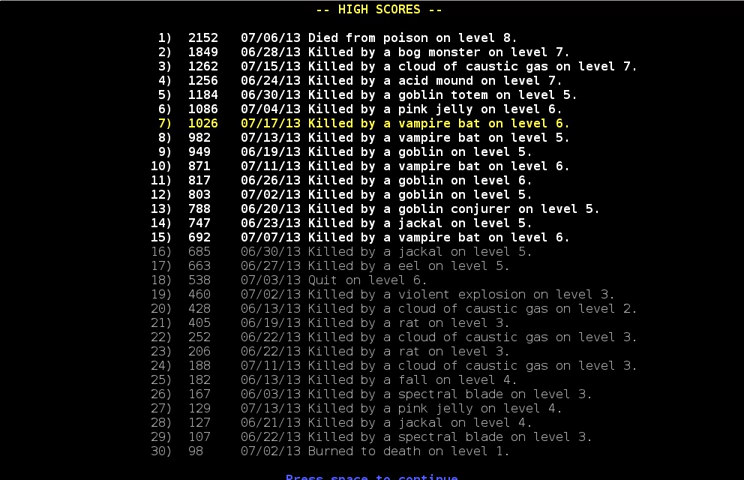 -- HIGH SCORES --
1) 2152 07/06/13 Died from poison on level 8.
2) 1849 06/28/13 Killed by a bog monster on level 7.
3) 1262 07/15/13 Killed by a cloud of caustic gas on level 7.
4) 1256 06/24/13 Killed by a acid mound on level 7.
5) 1184 06/30/13 Killed by a goblin totem on level 5.
6) 1086 07/04/13 Killed by a pink jelly on level 6.
7) 1026 07/17/13 Killed by a vampire bat on level 6.
8) 982 07/13/13 Killed by a vampire bat on level 5.
9) 949 06/19/13 Killed by a goblin on level 5.
10) 871 07/11/13 Killed by a vampire bat on level 6.
11) 817 06/26/13 Killed by a goblin on level 6.
12) 803 07/02/13 Killed by a goblin on level 5.
13) 788 06/20/13 Killed by a goblin conjurer on level 5.
14) 747 06/23/13 Killed by a jackal on level 5.
15) 692 07/07/13 Killed by a vampire bat on level 6.
16) 685 06/30/13 Killed by a jackal on level 5.
17) 663 06/27/13 Killed by a eel on level 5.
18) 538 07/03/13 Quit on level 6.
19) 460 07/02/13 Killed by a violent explosion on level 3.
20) 428 06/13/13 Killed by a cloud of caustic gas on level 2.
21) 405 06/19/13 Killed by a rat on level 3.
22) 252 06/22/13 Killed by a cloud of caustic gas on level 3.
23) 206 06/22/13 Killed by a rat on level 3.
24) 188 07/11/13 Killed by a cloud of caustic gas on level 3.
25) 182 06/13/13 Killed by a fall on level 4.
26) 167 06/03/13 Killed by a spectral blade on level 3.
27) 129 07/13/13 Killed by a pink jelly on level 4.
28) 127 06/21/13 Killed by a jackal on level 4.
29) 107 06/22/13 Killed by a spectral blade on level 3.
30) 98 07/02/13 Burned to death on level 1.
Press space to continue.